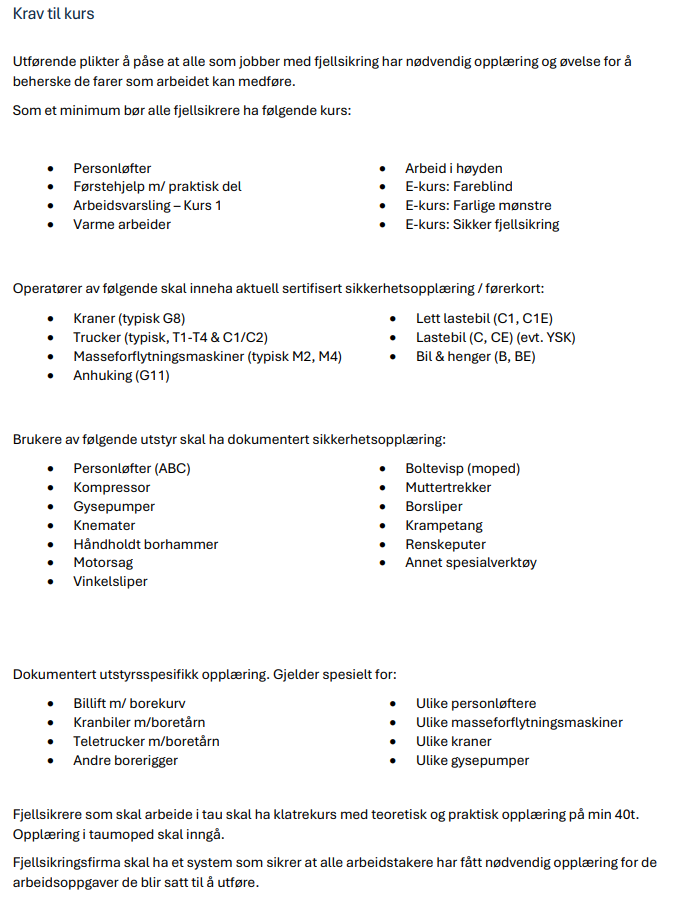 Krav til kurs
Utførende plikter å påse at alle som jobber med fjellsikring har nødvendig opplæring og øvelse for å
beherske de farer som arbeidet kan medføre.
Som et minimum bør alle fjellsikrere ha følgende kurs:
• Personløfter
• Førstehjelp m/ praktisk del
• Arbeidsvarsling – Kurs 1
• Varme arbeider
• Arbeid i høyden
• E-kurs: Fareblind
• E-kurs: Farlige mønstre
• E-kurs: Sikker fjellsikring
Operatører av følgende skal inneha aktuell sertifisert sikkerhetsopplæring / førerkort:
• Kraner (typisk G8)
• Trucker (typisk, T1-T4 & C1/C2)
• Masseforflytningsmaskiner (typisk M2, M4)
• Anhuking (G11)
• Lett lastebil (C1, C1E)
• Lastebil (C, CE) (evt. YSK)
• Bil & henger (B, BE)
Brukere av følgende utstyr skal ha dokumentert sikkerhetsopplæring:
• Personløfter (ABC)
• Kompressor
• Gysepumper
• Knemater
• Håndholdt borhammer
• Motorsag
• Vinkelsliper
• Boltevisp (moped)
• Muttertrekker
• Borsliper
• Krampetang
• Renskeputer
• Annet spesialverktøy
Dokumentert utstyrsspesifikk opplæring. Gjelder spesielt for:
• Billift m/ borekurv
• Kranbiler m/boretårn
• Teletrucker m/boretårn
• Andre borerigger
• Ulike personløftere
• Ulike masseforflytningsmaskiner
• Ulike kraner
• Ulike gysepumper
Fjellsikrere som skal arbeide i tau skal ha klatrekurs med teoretisk og praktisk opplæring på min 40t.
Opplæring i taumoped skal inngå.
Fjellsikringsfirma skal ha et system som sikrer at alle arbeidstakere har fått nødvendig opplæring for de
arbeidsoppgaver de blir satt til å utføre.